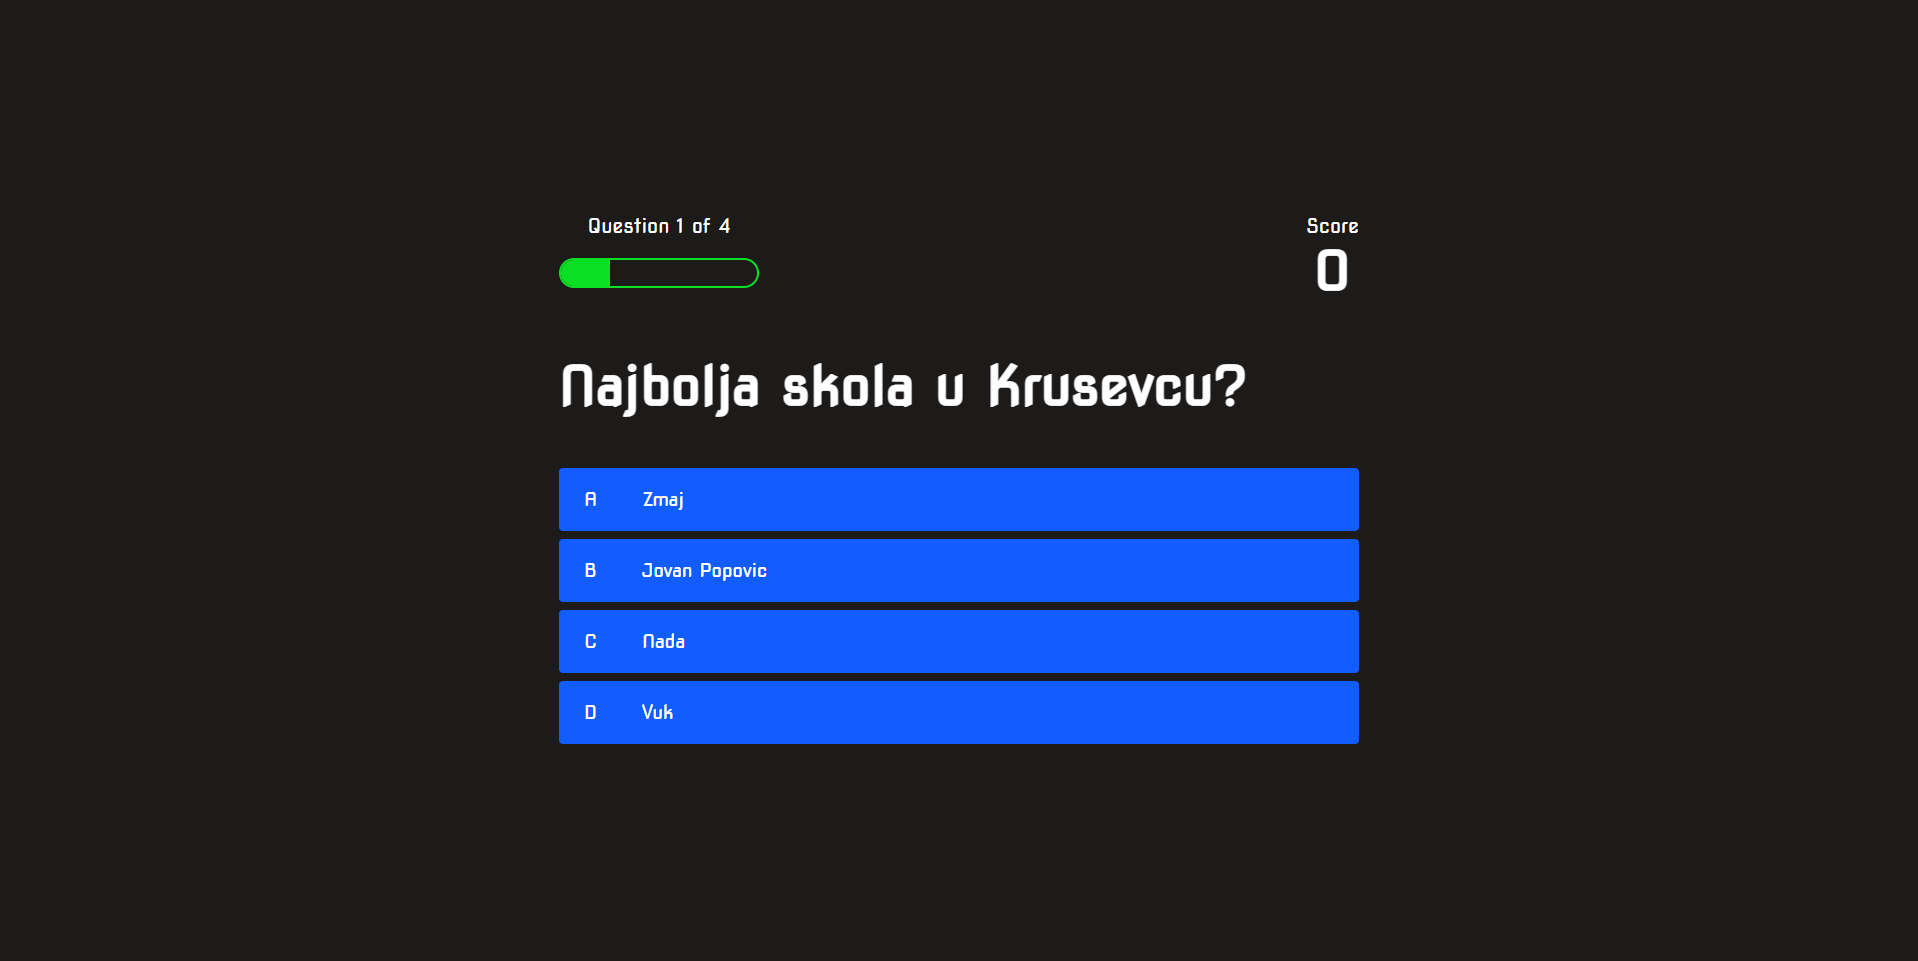 Question 1 of 4
Score
0
Najbolja skola u Krusevcu?
A Zmaj
B Jovan Popovic
C Nada
D Vuk